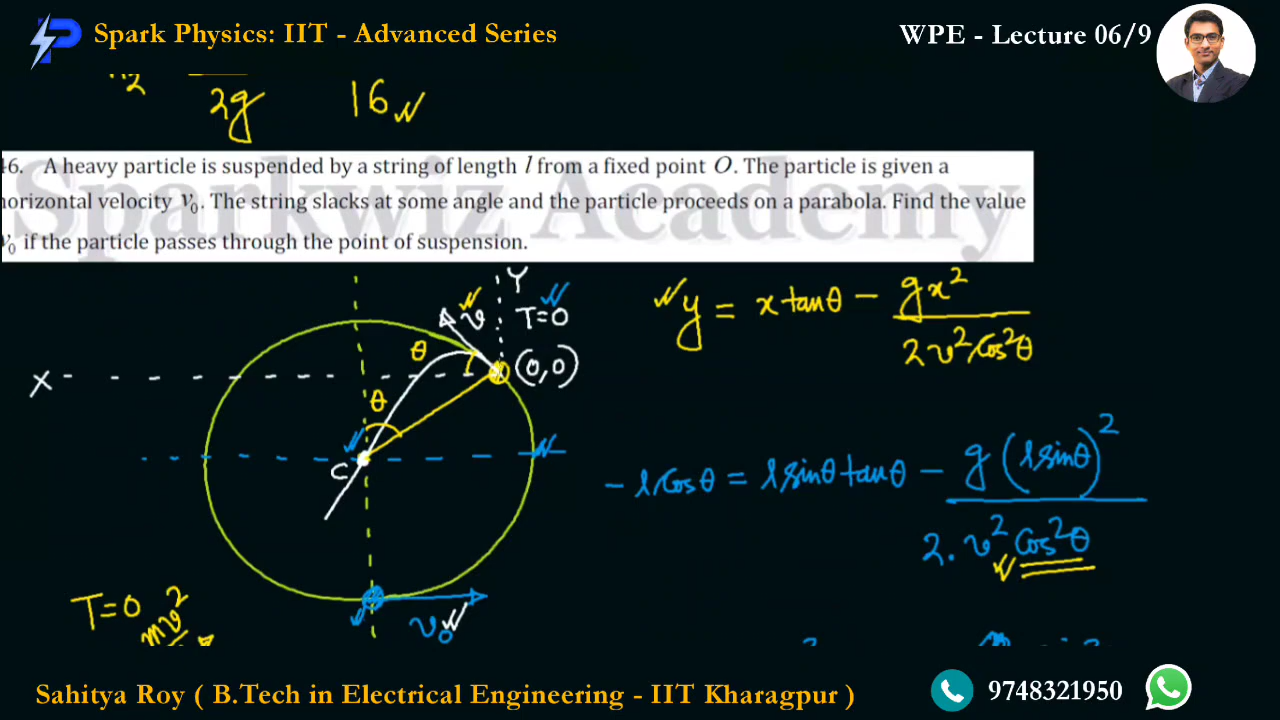 Spark Physics: IIT - Advanced Series
WPE - Lecture 06/9
2g
16
Sparkwiz Academy
6. A heavy particle is suspended by a string of length l from a fixed point O. The particle is given a
horizontal velocity v₀. The string slacks at some angle and the particle proceeds on a parabola. Find the value
v₀ if the particle passes through the point of suspension.
Y
v T=0
θ
(0,0)
X
θ
C
v₀
T=0
mv²
y = x tanθ - gx² / 2v²cos²θ
-l cosθ = l sinθ tanθ - g(l sinθ)² / 2.v²cos²θ
Sahitya Roy ( B.Tech in Electrical Engineering - IIT Kharagpur )
9748321950